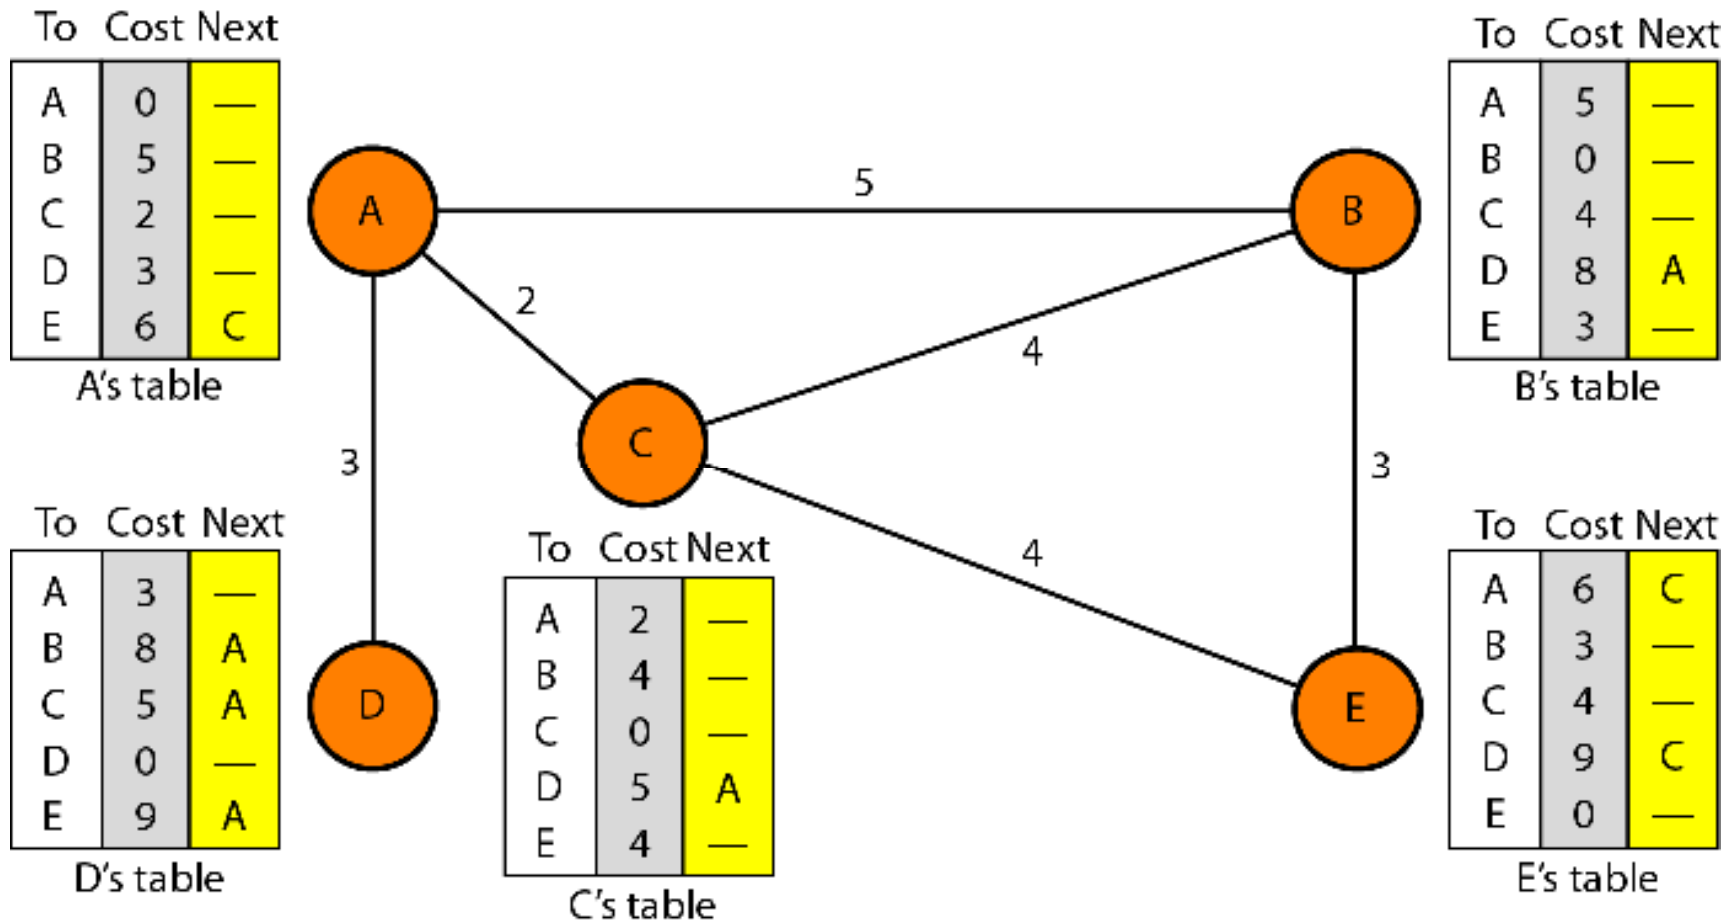 To Cost Next
A 0 —
B 5 —
C 2 —
D 3 —
E 6 C
A's table
To Cost Next
A 5 —
B 0 —
C 4 —
D 8 A
E 3 —
B's table
A
5
B
2
4
C
3
3
4
D
E
To Cost Next
A 3 —
B 8 A
C 5 A
D 0 —
E 9 A
D's table
To Cost Next
A 2 —
B 4 —
C 0 —
D 5 A
E 4 —
C's table
To Cost Next
A 6 C
B 3 —
C 4 —
D 9 C
E 0 —
E's table